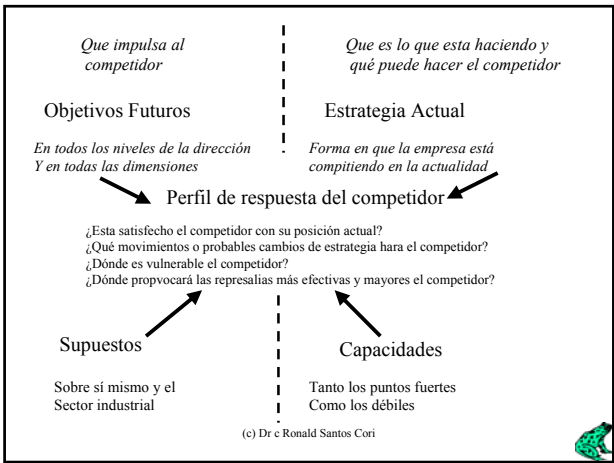 Que impulsa al
competidor
Que es lo que esta haciendo y
qué puede hacer el competidor
Objetivos Futuros
Estrategia Actual
En todos los niveles de la dirección
Y en todas las dimensiones
Forma en que la empresa está
compitiendo en la actualidad
Perfil de respuesta del competidor
¿Esta satisfecho el competidor con su posición actual?
¿Qué movimientos o probables cambios de estrategia hara el competidor?
¿Dónde es vulnerable el competidor?
¿Dónde propvocará las represalias más efectivas y mayores el competidor?
Supuestos
Capacidades
Sobre sí mismo y el
Sector industrial
Tanto los puntos fuertes
Como los débiles
(c) Dr c Ronald Santos Cori